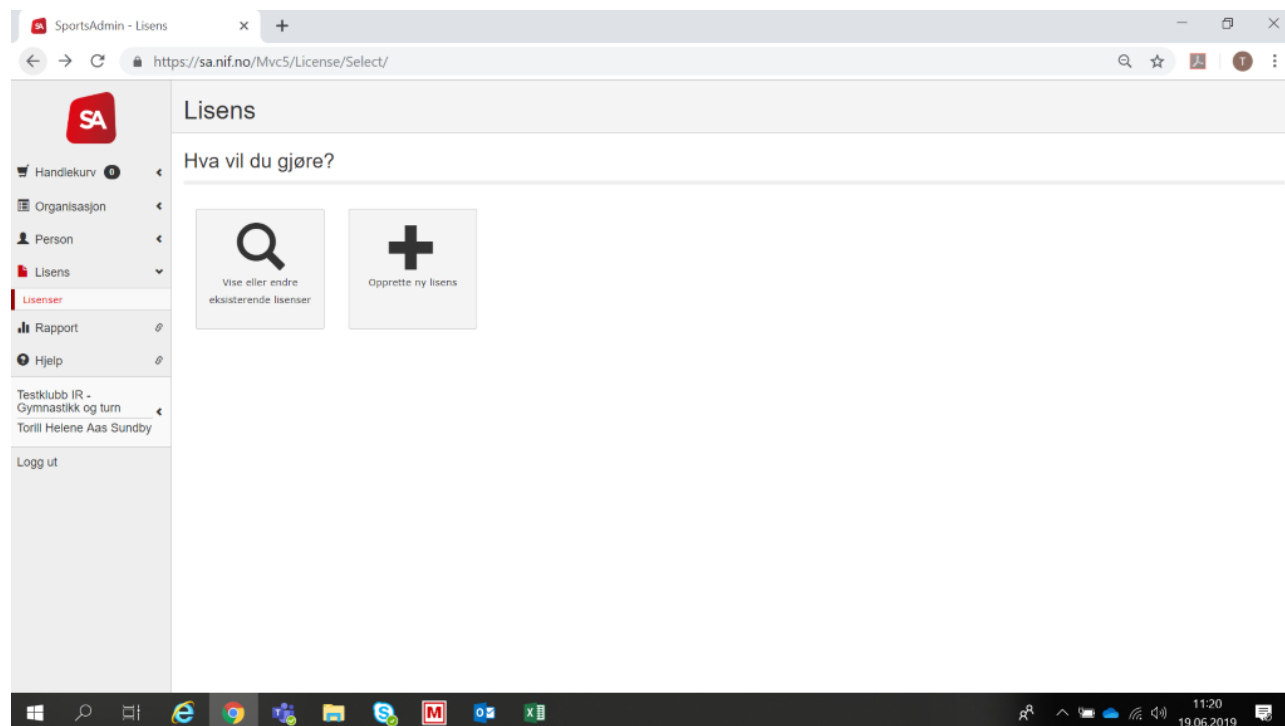 SA SportsAdmin - Lisens
https://sa.nif.no/Mvc5/License/Select/
T
SA
Handlekurv 0
Organisasjon
Person
Lisens
Lisenser
Rapport
Hjelp
Testklubb IR -
Gymnastikk og turn
Torill Helene Aas Sundby
Logg ut
Lisens
Hva vil du gjøre?
Vise eller endre
eksisterende lisenser
Opprette ny lisens
M
11:20
19.06.2019